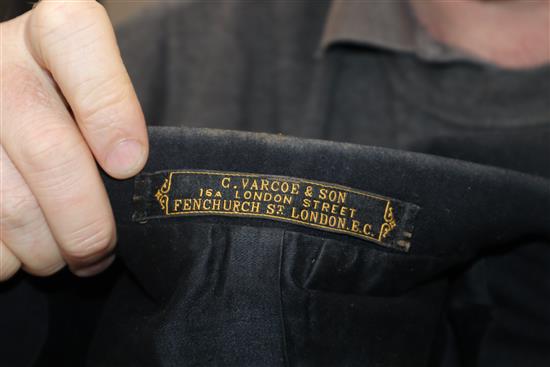 C. VARCOE & SON
16A LONDON STREET
FENCHURCH ST. LONDON. E.C.